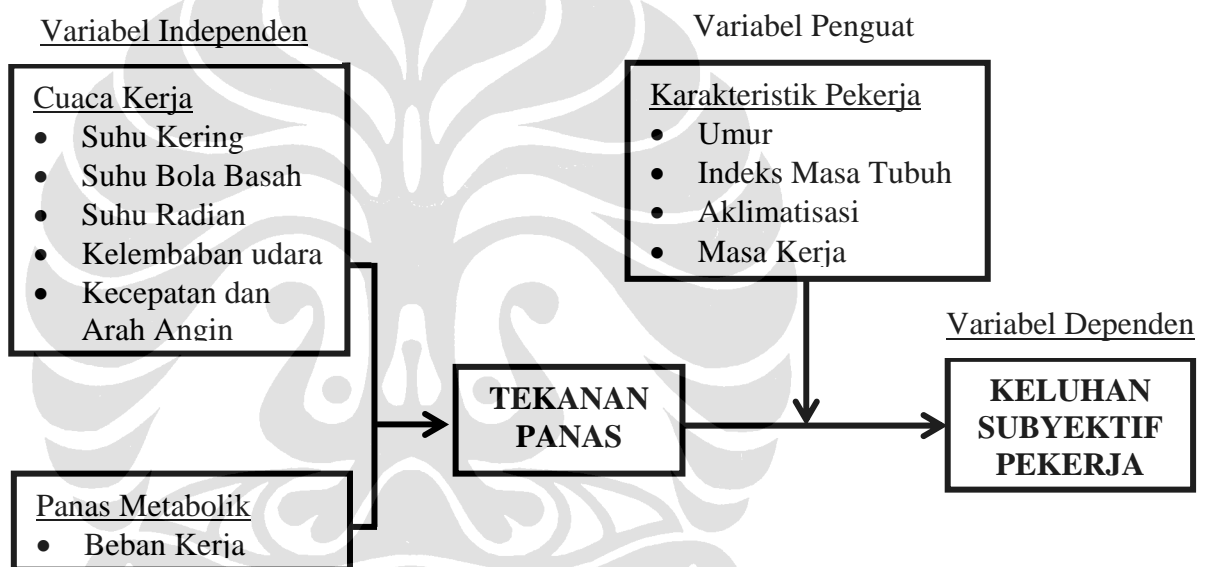 Variabel Independen
Cuaca Kerja
• Suhu Kering
• Suhu Bola Basah
• Suhu Radian
• Kelembaban udara
• Kecepatan dan
Arah Angin
Panas Metabolik
• Beban Kerja
TEKANAN
PANAS
Variabel Penguat
Karakteristik Pekerja
• Umur
• Indeks Masa Tubuh
• Aklimatisasi
• Masa Kerja
Variabel Dependen
KELUHAN
SUBYEKTIF
PEKERJA